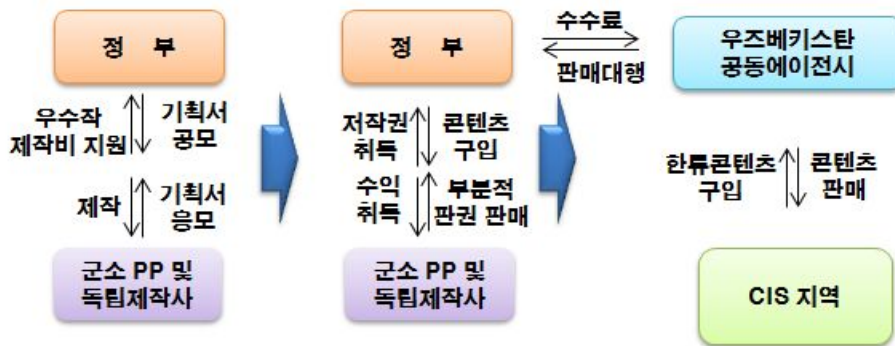 정 부
우수작
제작비 지원
기획서
공모
제작
기획서
응모
군소 PP 및
독립제작사
정 부
저작권
취득
콘텐츠
구입
수익
취득
부분적
판권 판매
군소 PP 및
독립제작사
수수료
판매대행
우즈베키스탄
공동에이전시
한류콘텐츠
구입
콘텐츠
판매
CIS 지역